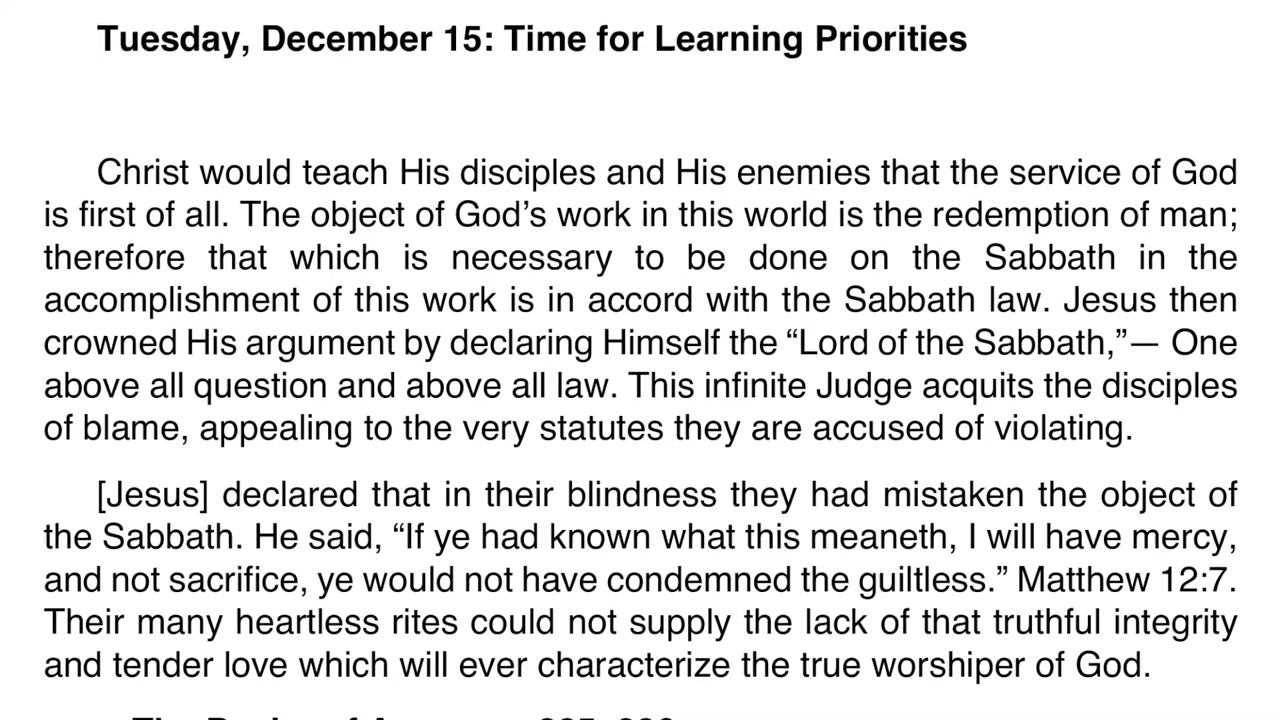 Tuesday, December 15: Time for Learning Priorities
Christ would teach His disciples and His enemies that the service of God
is first of all. The object of God’s work in this world is the redemption of man;
therefore that which is necessary to be done on the Sabbath in the
accomplishment of this work is in accord with the Sabbath law. Jesus then
crowned His argument by declaring Himself the “Lord of the Sabbath,”— One
above all question and above all law. This infinite Judge acquits the disciples
of blame, appealing to the very statutes they are accused of violating.
[Jesus] declared that in their blindness they had mistaken the object of
the Sabbath. He said, “If ye had known what this meaneth, I will have mercy,
and not sacrifice, ye would not have condemned the guiltless.” Matthew 12:7.
Their many heartless rites could not supply the lack of that truthful integrity
and tender love which will ever characterize the true worshiper of God.